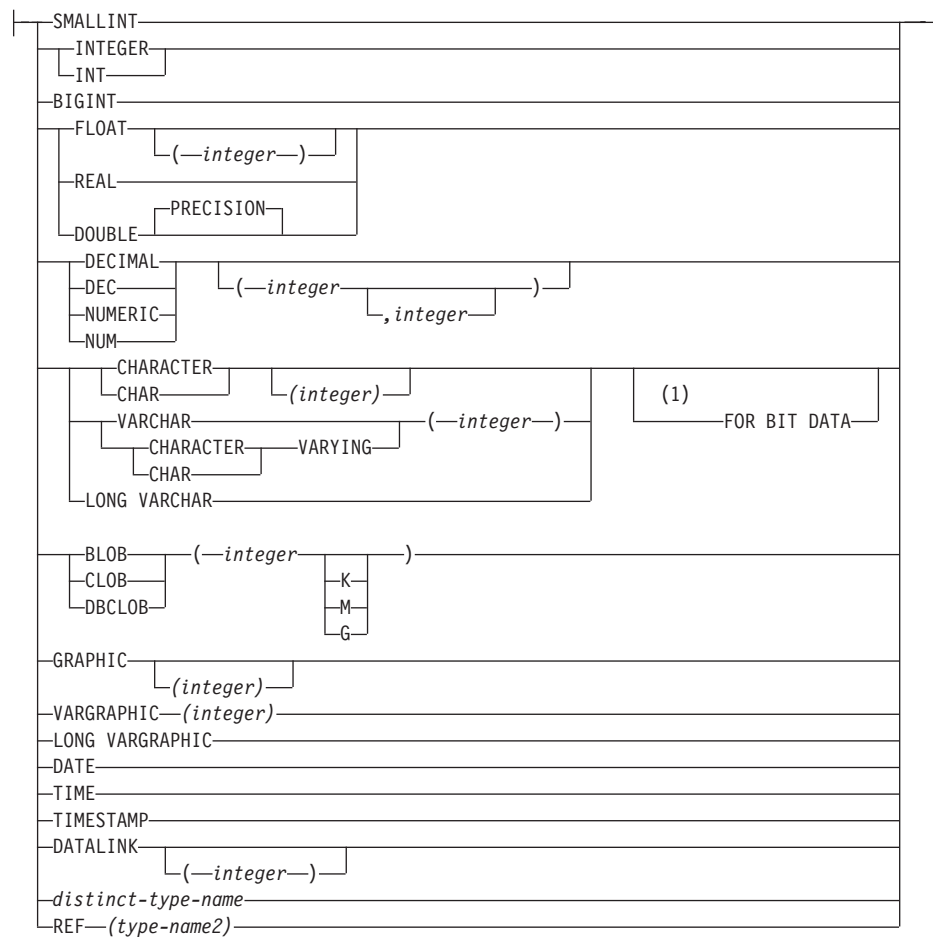 SMALLINT
INTEGER
INT
BIGINT
FLOAT
(integer)
REAL
PRECISION
DOUBLE
DECIMAL
DEC
(integer )
NUMERIC
,integer
NUM
CHARACTER
CHAR
(integer)
(1)
FOR BIT DATA
VARCHAR (integer)
CHARACTER VARYING
CHAR
LONG VARCHAR
BLOB (integer )
CLOB
K
DBCLOB
M
G
GRAPHIC
(integer)
VARGRAPHIC (integer)
LONG VARGRAPHIC
DATE
TIME
TIMESTAMP
DATALINK
(integer)
distinct-type-name
REF (type-name2)